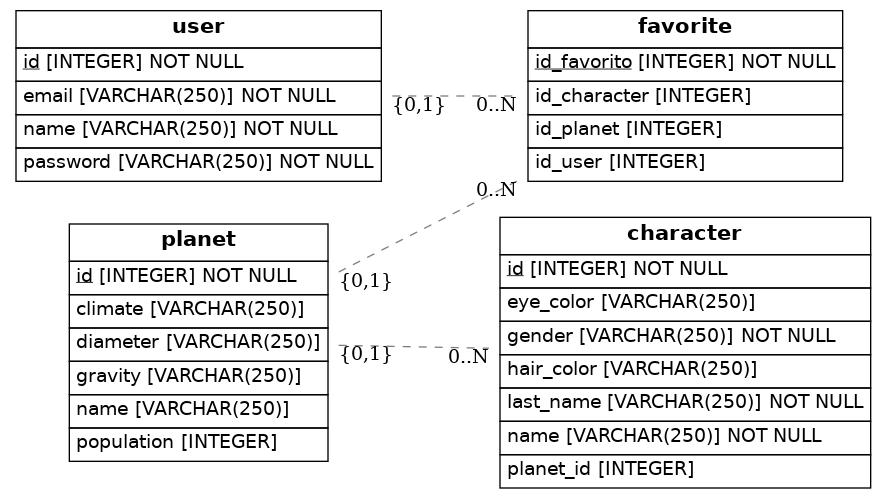 user
id [INTEGER] NOT NULL
email [VARCHAR(250)] NOT NULL
name [VARCHAR(250)] NOT NULL
password [VARCHAR(250)] NOT NULL
favorite
id_favorito [INTEGER] NOT NULL
id_character [INTEGER]
id_planet [INTEGER]
id_user [INTEGER]
{0,1}
0..N
0..N
{0,1}
planet
id [INTEGER] NOT NULL
climate [VARCHAR(250)]
diameter [VARCHAR(250)]
gravity [VARCHAR(250)]
name [VARCHAR(250)]
population [INTEGER]
{0,1}
0..N
character
id [INTEGER] NOT NULL
eye_color [VARCHAR(250)]
gender [VARCHAR(250)] NOT NULL
hair_color [VARCHAR(250)]
last_name [VARCHAR(250)] NOT NULL
name [VARCHAR(250)] NOT NULL
planet_id [INTEGER]